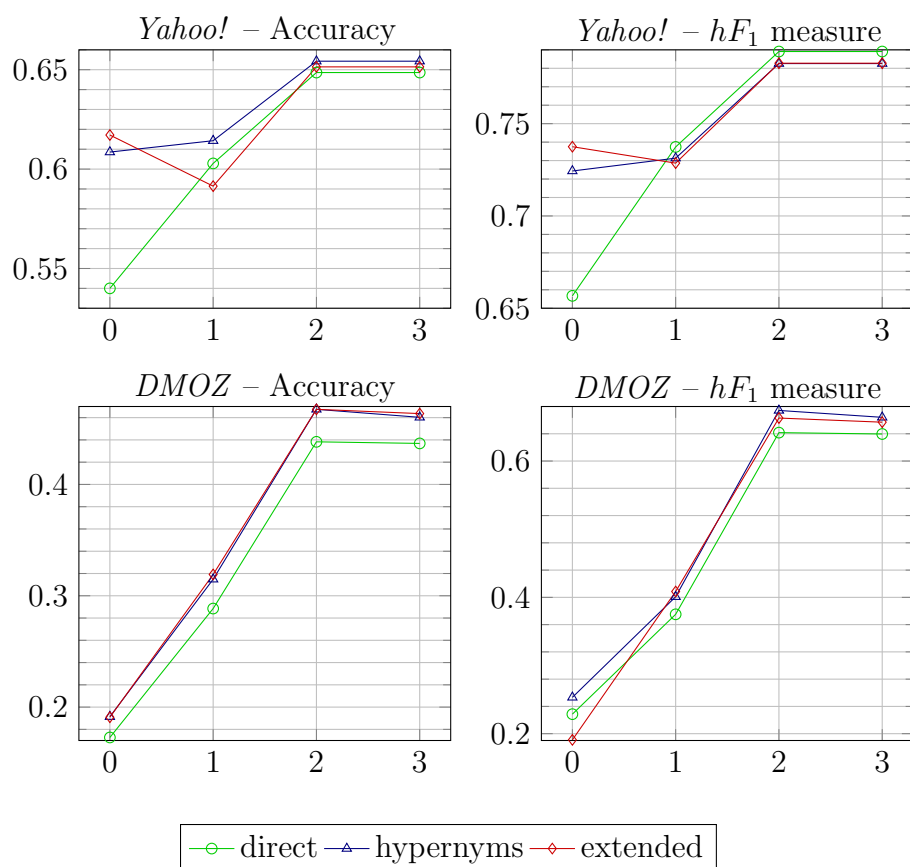 Yahoo! – Accuracy
0.65
0.6
0.55
0 1 2 3
Yahoo! – hF₁ measure
0.75
0.7
0.65
0 1 2 3
DMOZ – Accuracy
0.4
0.3
0.2
0 1 2 3
DMOZ – hF₁ measure
0.6
0.4
0.2
0 1 2 3
direct hypernyms extended